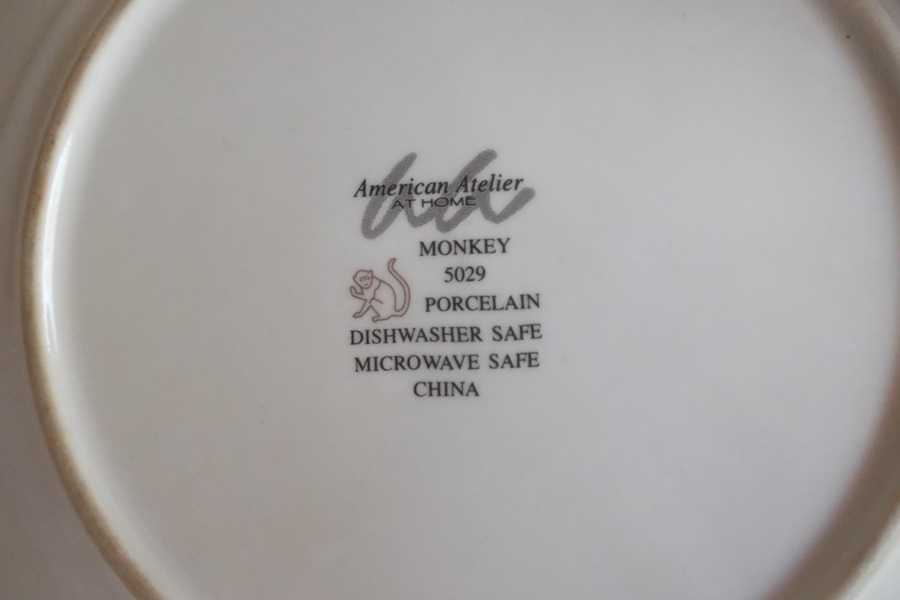 American Atelier
AT HOME
MONKEY
5029
PORCELAIN
DISHWASHER SAFE
MICROWAVE SAFE
CHINA